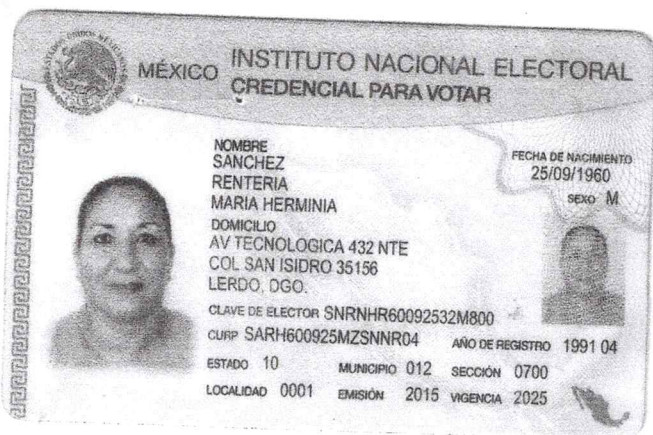 MÉXICO INSTITUTO NACIONAL ELECTORAL
CREDENCIAL PARA VOTAR
NOMBRE
SANCHEZ
RENTERIA
MARIA HERMINIA
FECHA DE NACIMIENTO
25/09/1960
SEXO M
DOMICILIO
AV TECNOLOGICA 432 NTE
COL SAN ISIDRO 35156
LERDO, DGO.
CLAVE DE ELECTOR SNRNHR60092532M800
CURP SARH600925MZSNNR04 AÑO DE REGISTRO 1991 04
ESTADO 10 MUNICIPIO 012 SECCIÓN 0700
LOCALIDAD 0001 EMISIÓN 2015 VIGENCIA 2025